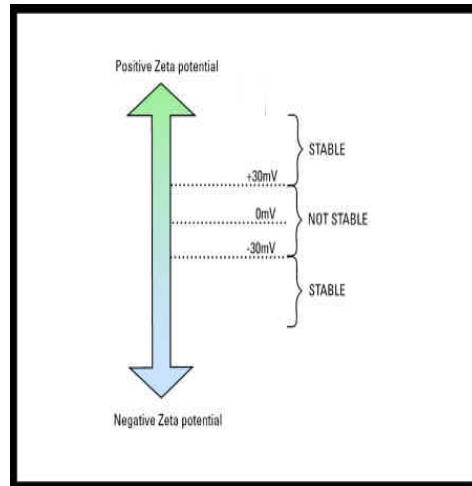 Positive Zeta potential
STABLE
+30mV
0mV
NOT STABLE
-30mV
STABLE
Negative Zeta potential